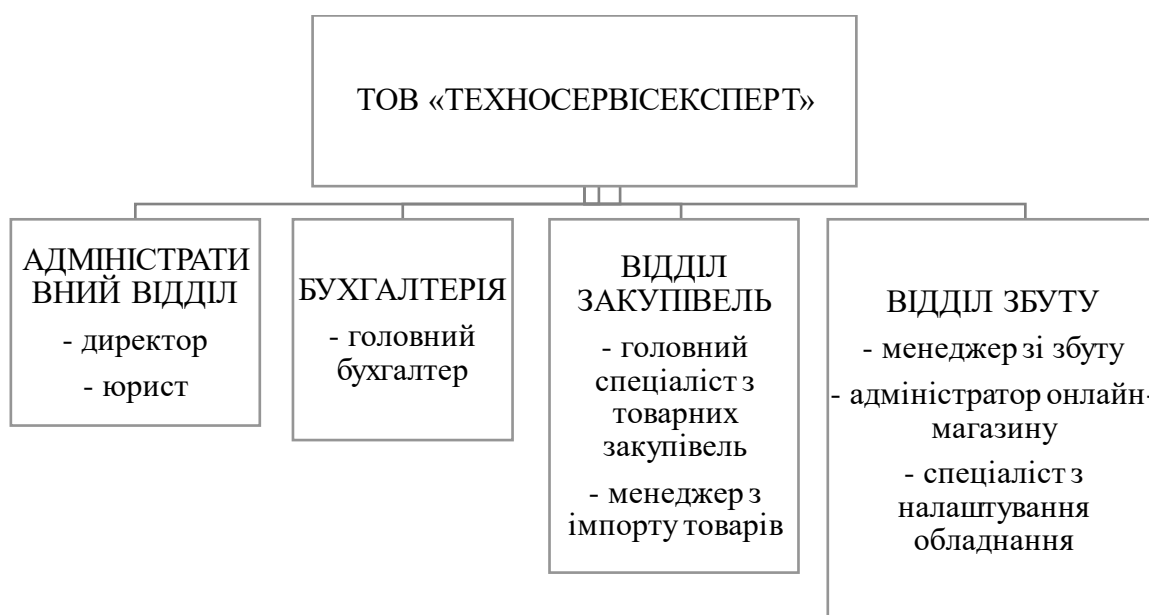 ТОВ «ТЕХНОСЕРВІСЕКСПЕРТ»
АДМІНІСТРАТИ
ВНИЙ ВІДДІЛ
- директор
- юрист
БУХГАЛТЕРІЯ
- головний
бухгалтер
ВІДДІЛ
ЗАКУПІВЕЛЬ
- головний
спеціаліст з
товарних
закупівель
- менеджер з
імпорту товарів
ВІДДІЛ ЗБУТУ
- менеджер зі збуту
- адміністратор онлайн-
магазину
- спеціаліст з
налаштування
обладнання